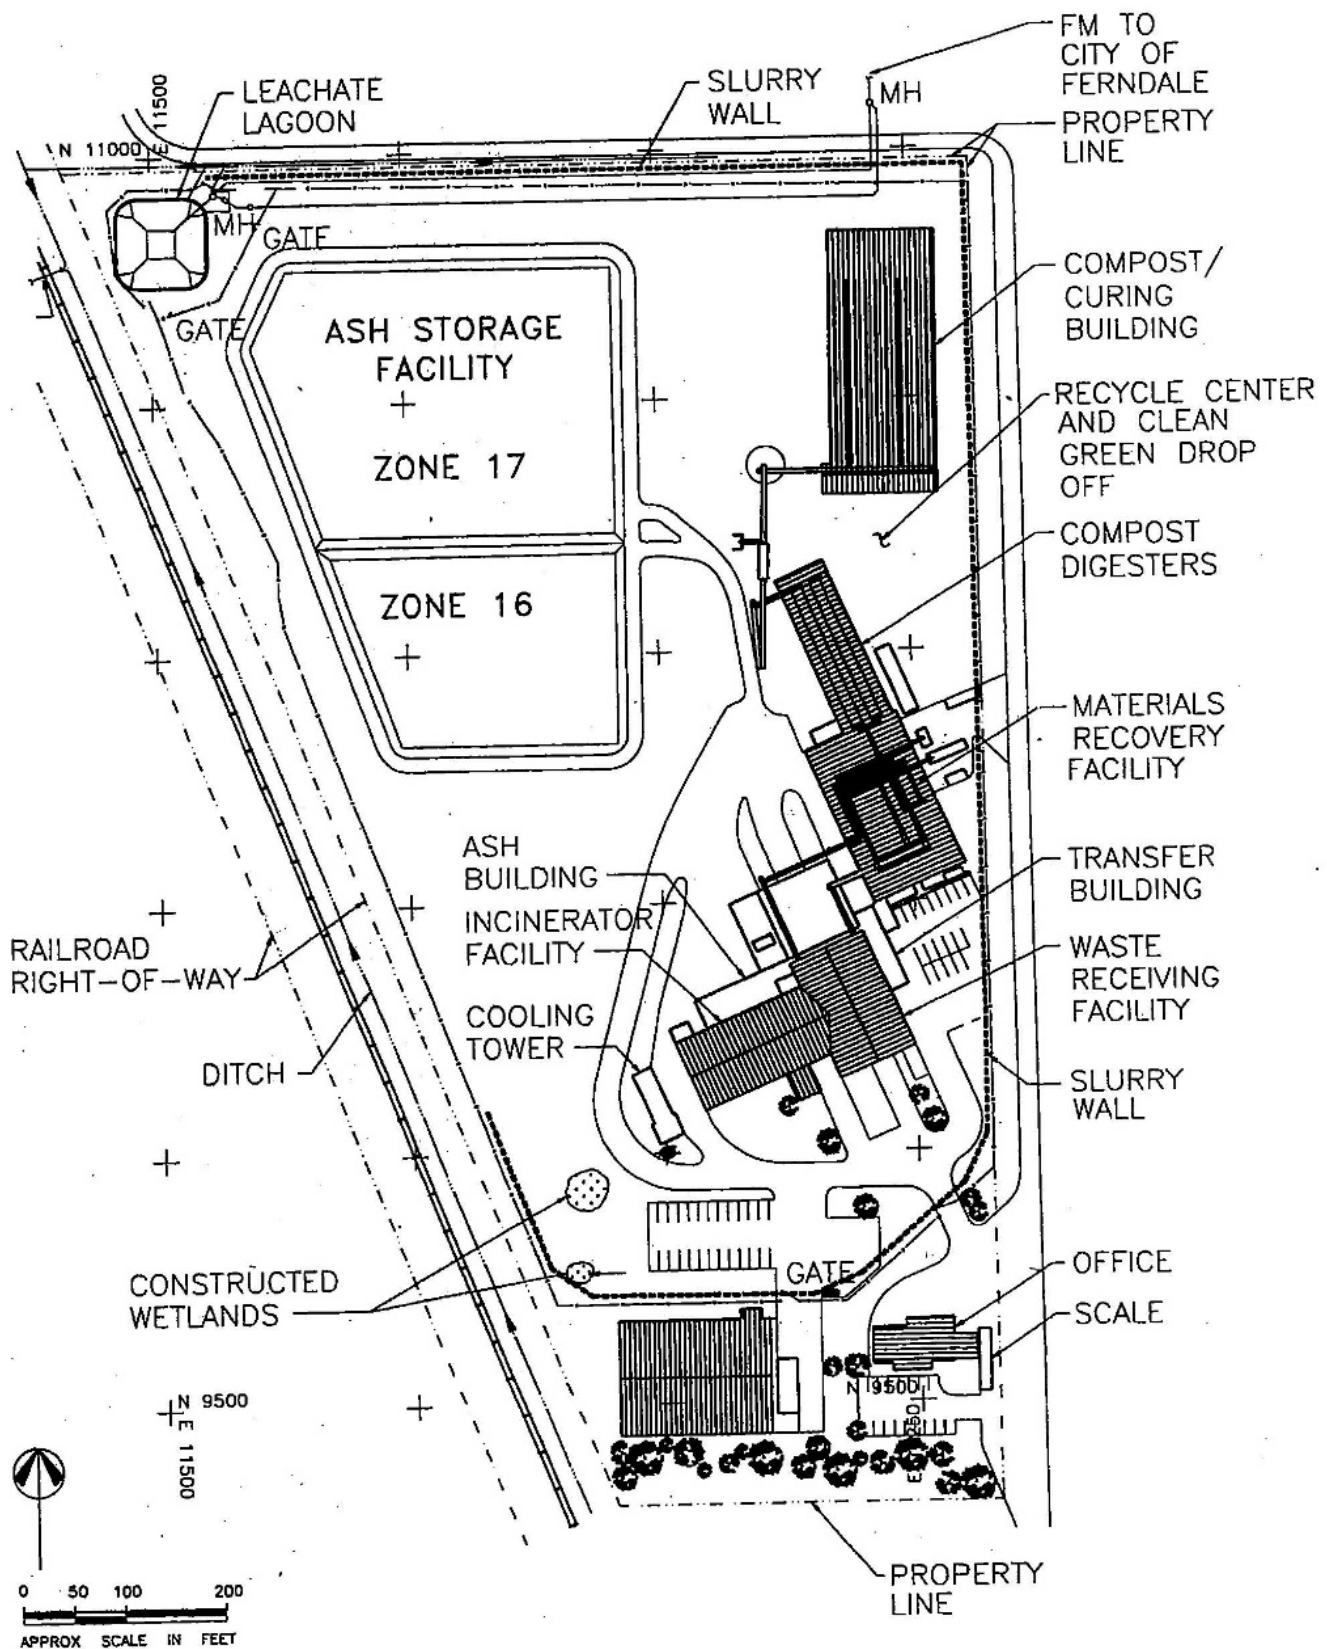 FM TO
CITY OF
FERNDALE
MH
SLURRY
WALL
LEACHATE
LAGOON
E 11500
N 11000
PROPERTY
LINE
MH
GATE
GATE
ASH STORAGE
FACILITY
ZONE 17
ZONE 16
COMPOST/
CURING
BUILDING
RECYCLE CENTER
AND CLEAN
GREEN DROP
OFF
COMPOST
DIGESTERS
MATERIALS
RECOVERY
FACILITY
ASH
BUILDING
INCINERATOR
FACILITY
COOLING
TOWER
TRANSFER
BUILDING
WASTE
RECEIVING
FACILITY
RAILROAD
RIGHT-OF-WAY
DITCH
SLURRY
WALL
CONSTRUCTED
WETLANDS
GATE
OFFICE
SCALE
N 9500
N 9500
E 11500
PROPERTY
LINE
0 50 100 200
APPROX SCALE IN FEET